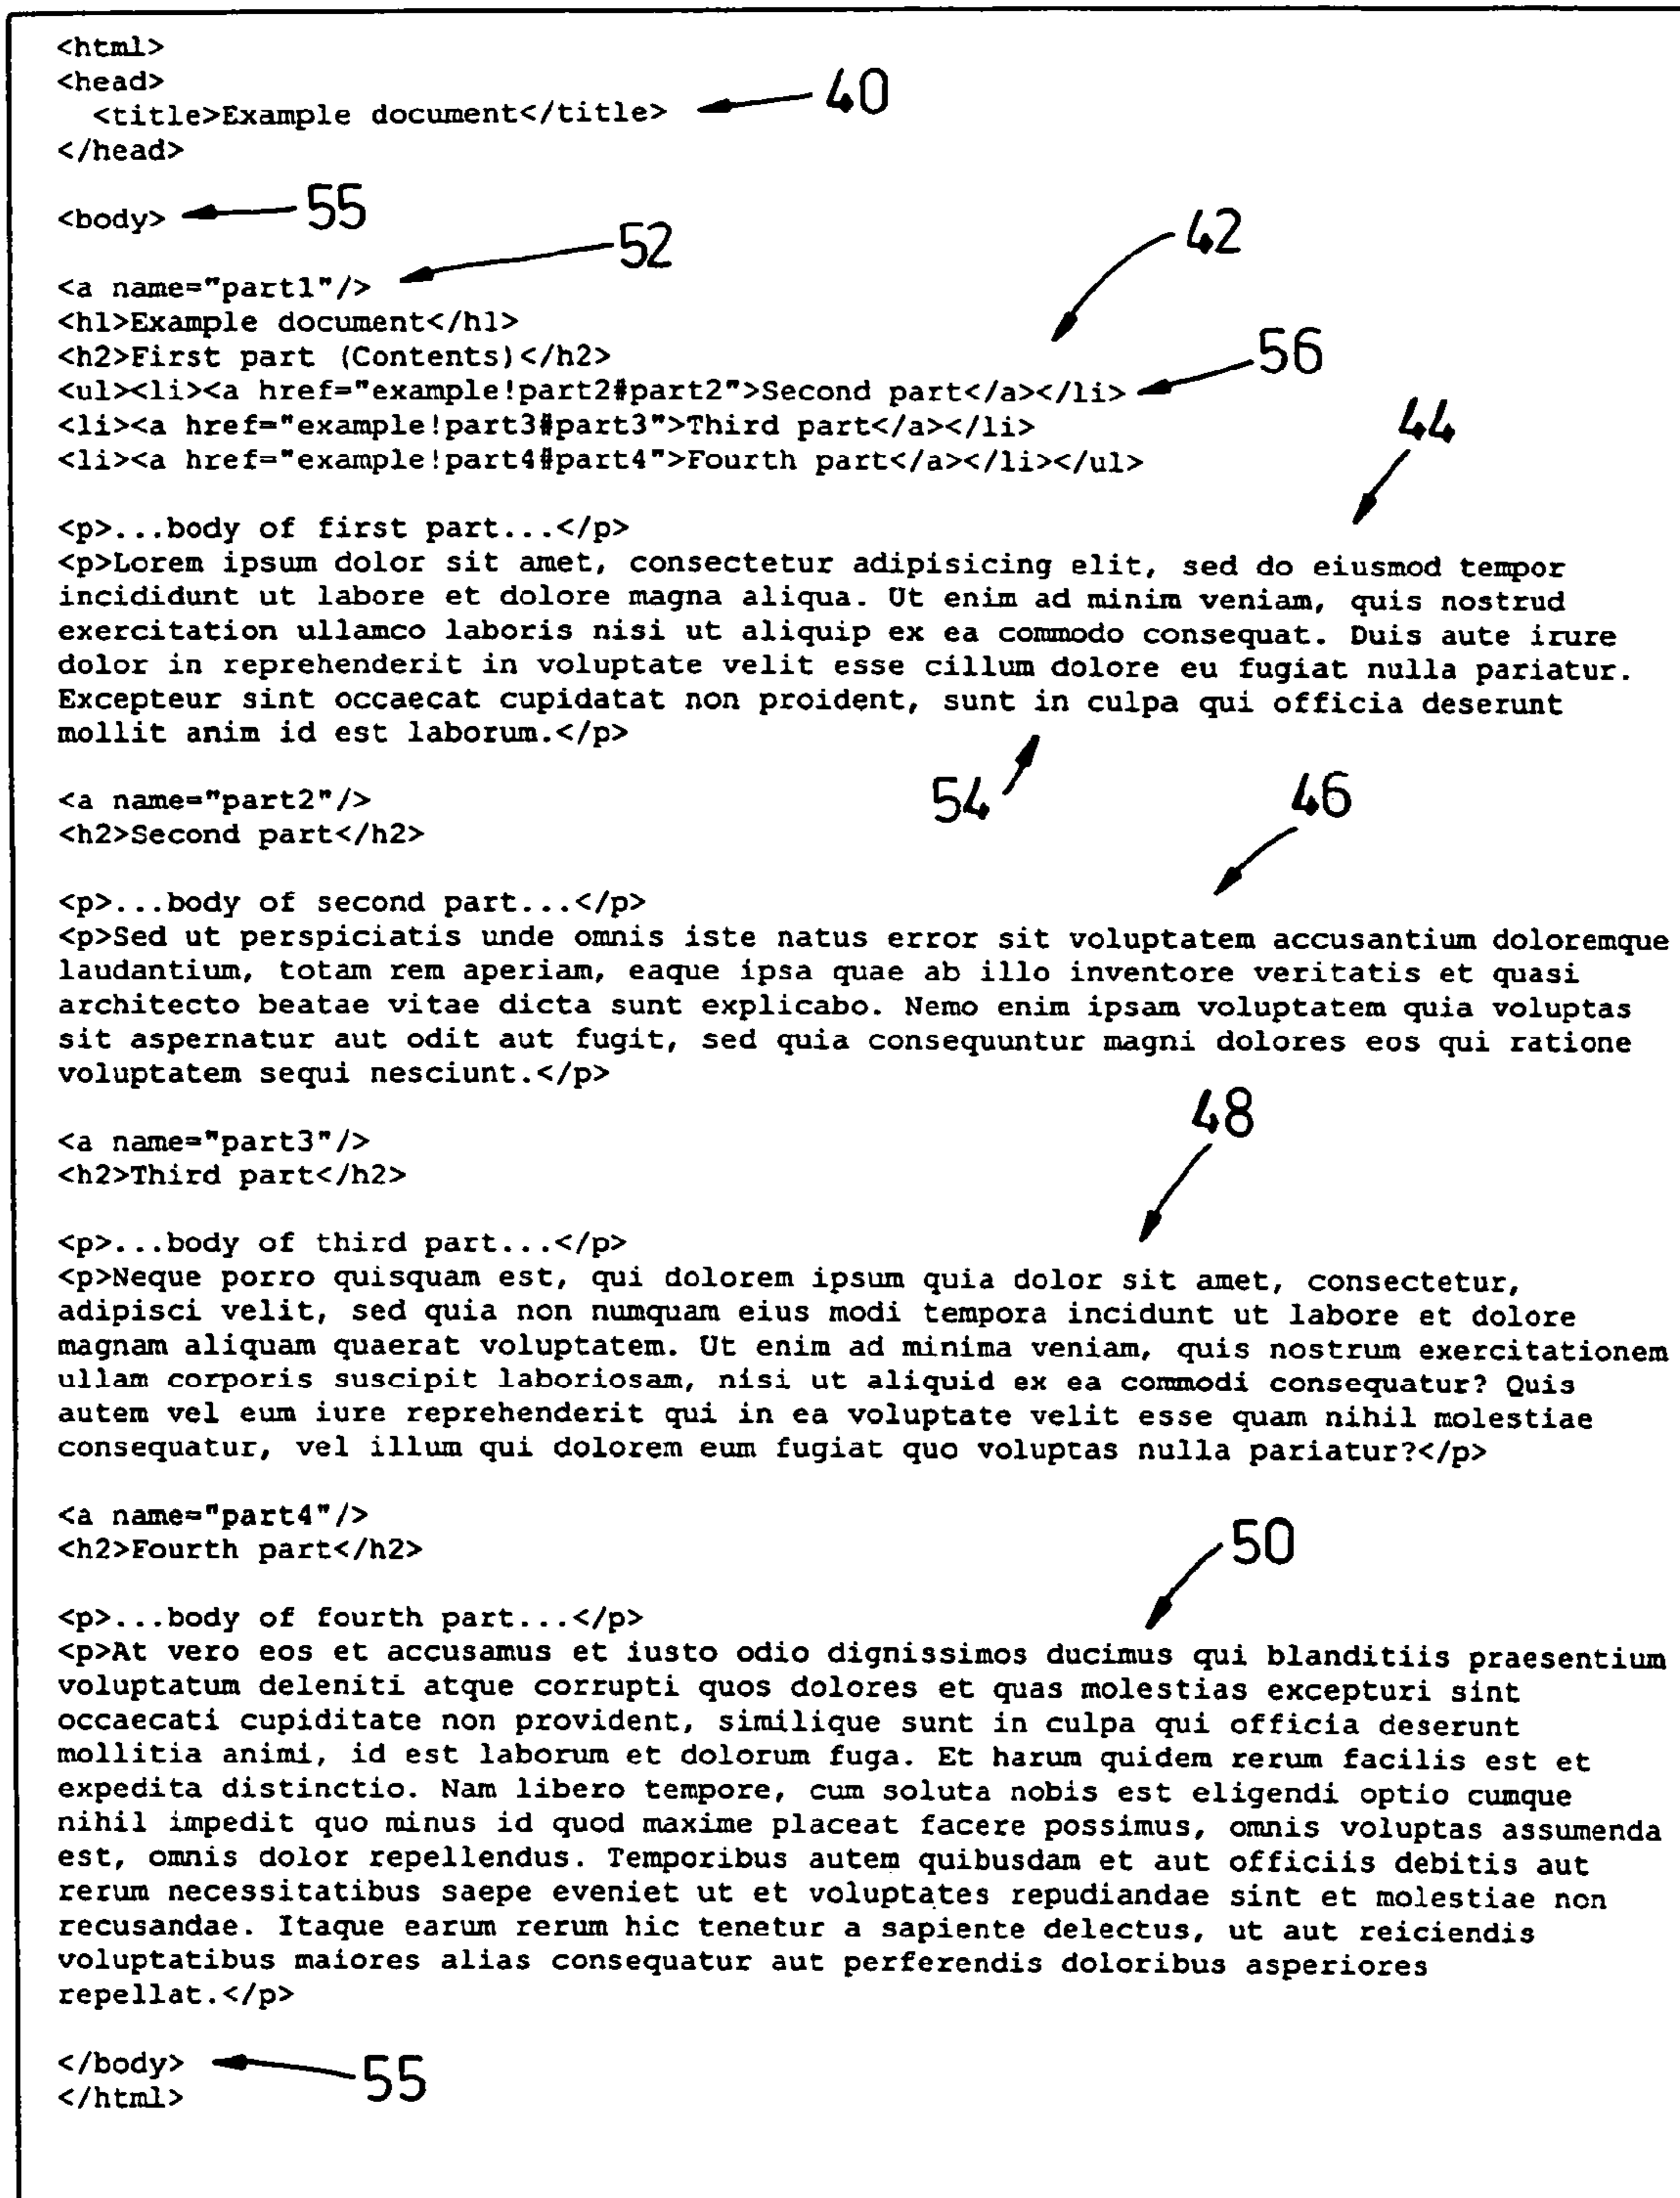 <html>
<head>
<title>Example document</title>
40
</head>
<body>
55
52
42
<a name="part1"/>
<h1>Example document</h1>
<h2>First part (Contents)</h2>
56
<ul><li><a href="example!part2#part2">Second part</a></li>
<li><a href="example!part3#part3">Third part</a></li>
44
<li><a href="example!part4#part4">Fourth part</a></li></ul>
<p>...body of first part...</p>
<p>Lorem ipsum dolor sit amet, consectetur adipisicing elit, sed do eiusmod tempor
incididunt ut labore et dolore magna aliqua. Ut enim ad minim veniam, quis nostrud
exercitation ullamco laboris nisi ut aliquip ex ea commodo consequat. Duis aute irure
dolor in reprehenderit in voluptate velit esse cillum dolore eu fugiat nulla pariatur.
Excepteur sint occaecat cupidatat non proident, sunt in culpa qui officia deserunt
mollit anim id est laborum.</p>
54
46
<a name="part2"/>
<h2>Second part</h2>
<p>...body of second part...</p>
<p>Sed ut perspiciatis unde omnis iste natus error sit voluptatem accusantium doloremque
laudantium, totam rem aperiam, eaque ipsa quae ab illo inventore veritatis et quasi
architecto beatae vitae dicta sunt explicabo. Nemo enim ipsam voluptatem quia voluptas
sit aspernatur aut odit aut fugit, sed quia consequuntur magni dolores eos qui ratione
voluptatem sequi nesciunt.</p>
48
<a name="part3"/>
<h2>Third part</h2>
<p>...body of third part...</p>
<p>Neque porro quisquam est, qui dolorem ipsum quia dolor sit amet, consectetur,
adipisci velit, sed quia non numquam eius modi tempora incidunt ut labore et dolore
magnam aliquam quaerat voluptatem. Ut enim ad minima veniam, quis nostrum exercitationem
ullam corporis suscipit laboriosam, nisi ut aliquid ex ea commodi consequatur? Quis
autem vel eum iure reprehenderit qui in ea voluptate velit esse quam nihil molestiae
consequatur, vel illum qui dolorem eum fugiat quo voluptas nulla pariatur?</p>
<a name="part4"/>
<h2>Fourth part</h2>
50
<p>...body of fourth part...</p>
<p>At vero eos et accusamus et iusto odio dignissimos ducimus qui blanditiis praesentium
voluptatum deleniti atque corrupti quos dolores et quas molestias excepturi sint
occaecati cupiditate non provident, similique sunt in culpa qui officia deserunt
mollitia animi, id est laborum et dolorum fuga. Et harum quidem rerum facilis est et
expedita distinctio. Nam libero tempore, cum soluta nobis est eligendi optio cumque
nihil impedit quo minus id quod maxime placeat facere possimus, omnis voluptas assumenda
est, omnis dolor repellendus. Temporibus autem quibusdam et aut officiis debitis aut
rerum necessitatibus saepe eveniet ut et voluptates repudiandae sint et molestiae non
recusandae. Itaque earum rerum hic tenetur a sapiente delectus, ut aut reiciendis
voluptatibus maiores alias consequatur aut perferendis doloribus asperiores
repellat.</p>
</body>
55
</html>